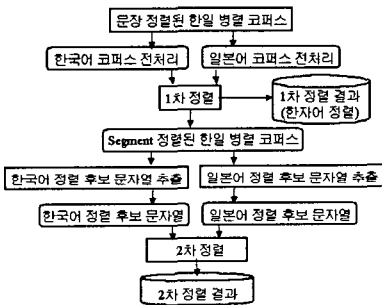 문장 정렬된 한일 병렬 코퍼스
한국어 코퍼스 전처리
일본어 코퍼스 전처리
1차 정렬
1차 정렬 결과
(한자어 정렬)
Segment 정렬된 한일 병렬 코퍼스
한국어 정렬 후보 문자열 추출
일본어 정렬 후보 문자열 추출
한국어 정렬 후보 문자열
일본어 정렬 후보 문자열
2차 정렬
2차 정렬 결과